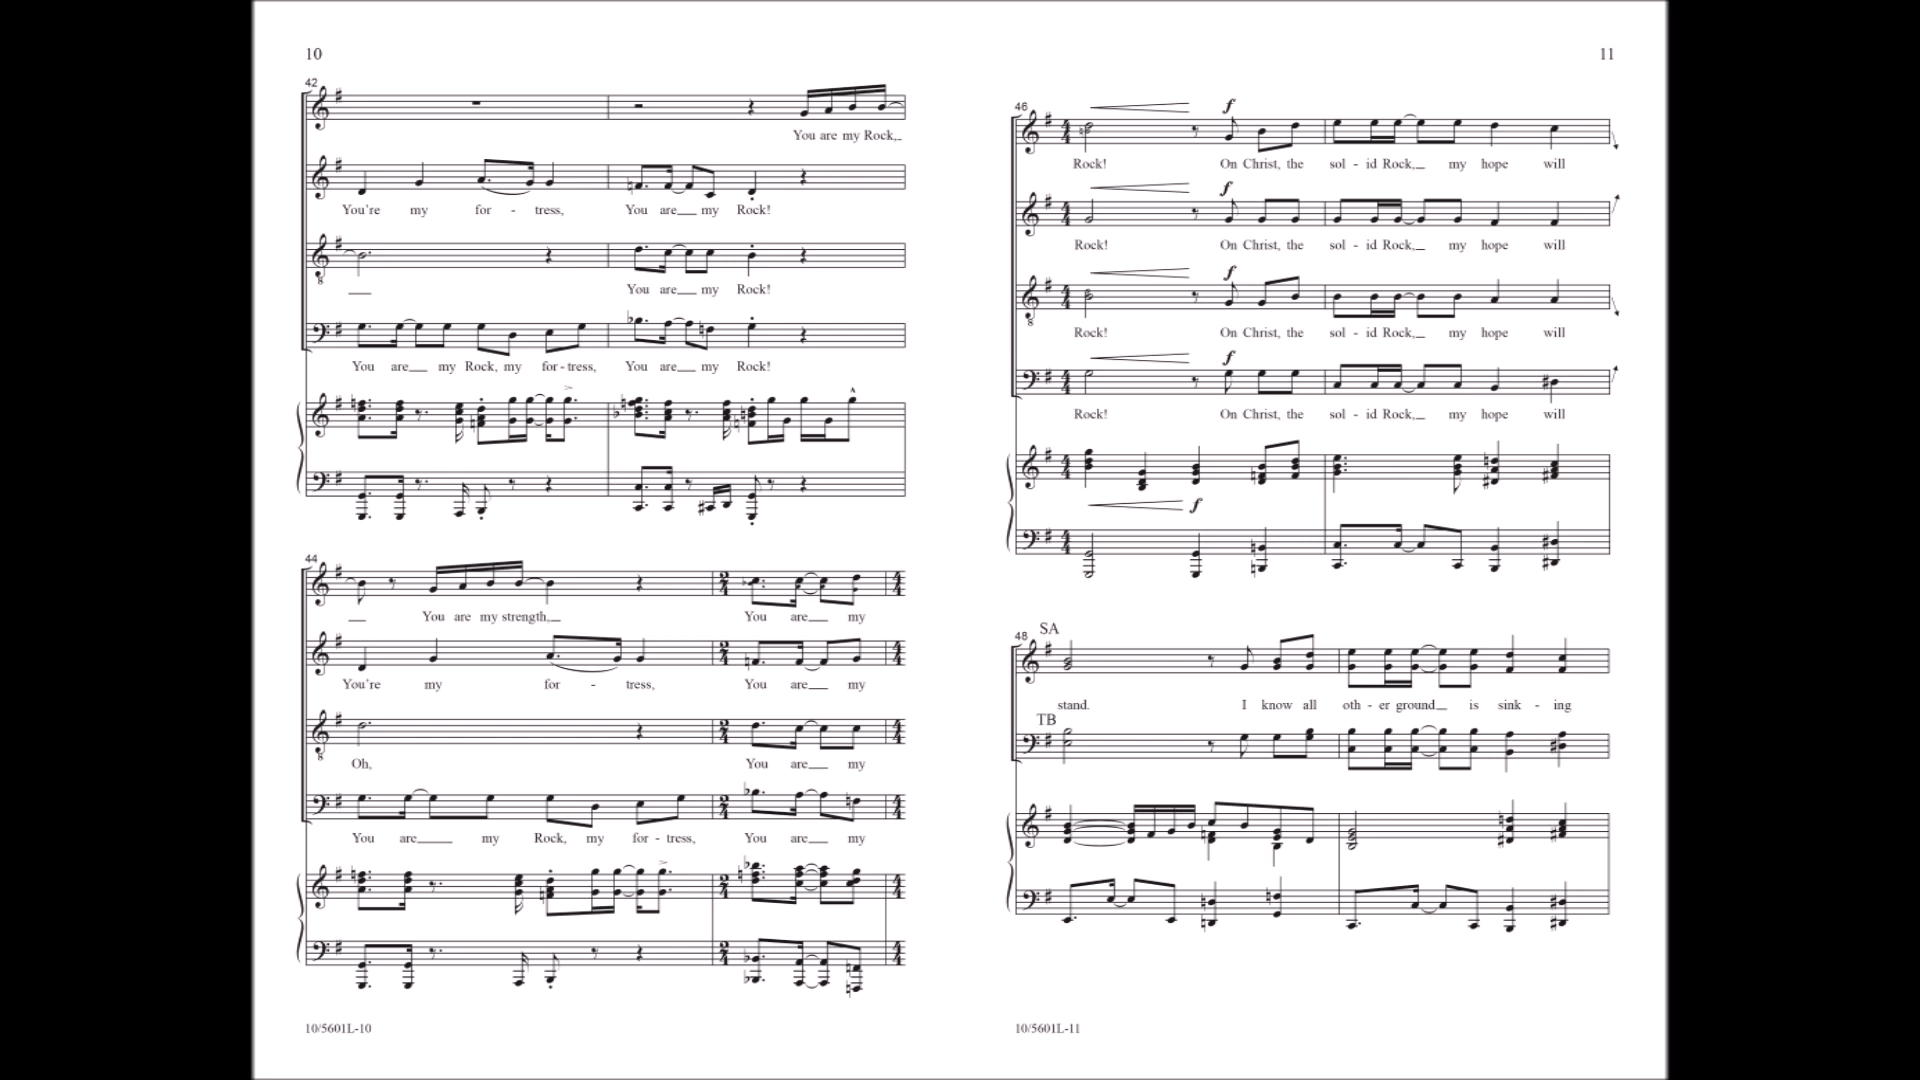 10
42
You are my Rock,
You're my for - tress, You are my Rock!
You are my Rock!
You are my Rock, my for - tress, You are my Rock!
44
You are my strength, You are my
You're my for - tress, You are my
Oh, You are my
You are my Rock, my for - tress, You are my
10/5601L-10
11
46
f
Rock! On Christ, the sol - id Rock, my hope will
f
Rock! On Christ, the sol - id Rock, my hope will
f
Rock! On Christ, the sol - id Rock, my hope will
f
Rock! On Christ, the sol - id Rock, my hope will
f
48
SA
stand. I know all oth - er ground is sink - ing
TB
10/5601L-11